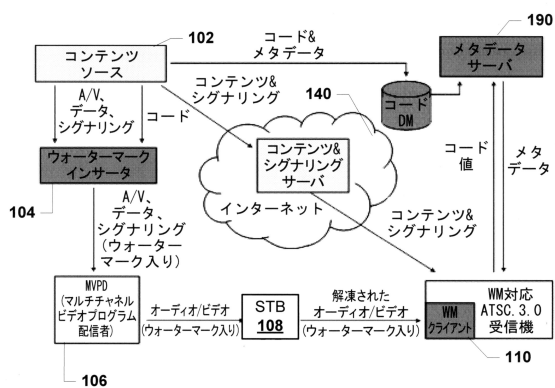 102
コンテンツ
ソース
コード&
メタデータ
190
メタデータ
サーバ
A/V、
データ、
シグナリング
コード
コンテンツ&
シグナリング
140
コード
DM
ウォーターマーク
インサータ
104
コンテンツ&
シグナリング
サーバ
インターネット
コード
値
メタ
データ
A/V、
データ、
シグナリング
(ウォーター
マーク入り)
コンテンツ&
シグナリング
MVPD
(マルチチャネル
ビデオプログラム
配信者)
106
オーディオ/ビデオ
(ウォーターマーク入り)
STB
108
解凍された
オーディオ/ビデオ
(ウォーターマーク入り)
WM対応
ATSC.3.0
受信機
WM
クライアント
110